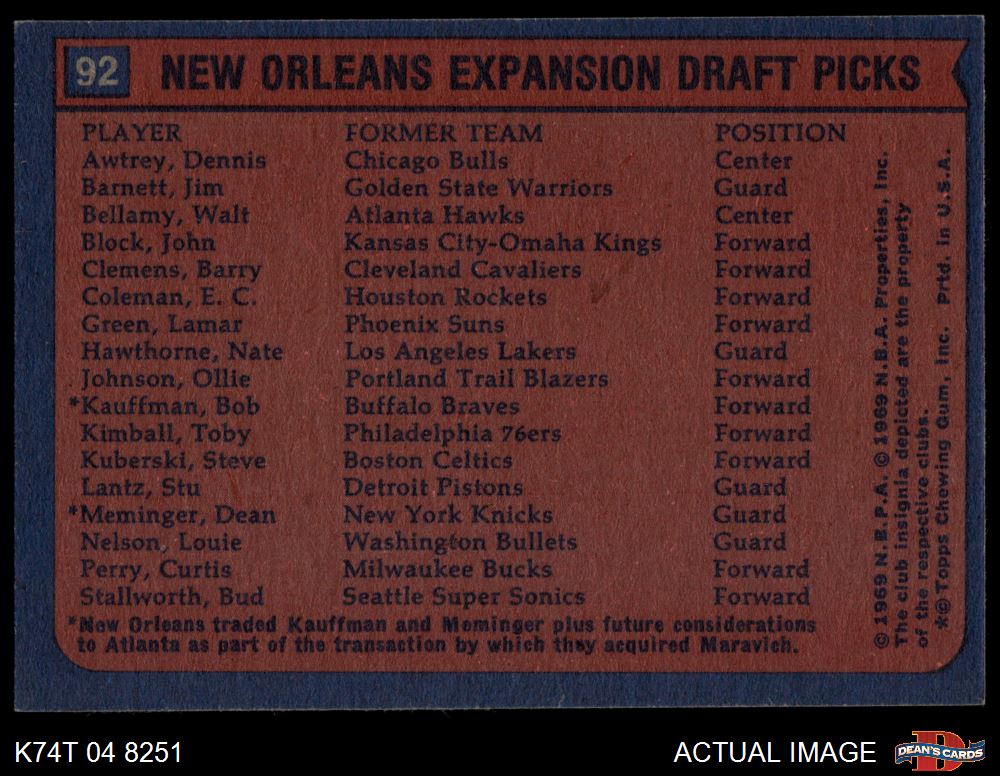 92 NEW ORLEANS EXPANSION DRAFT PICKS
PLAYER FORMER TEAM POSITION
Awtrey, Dennis Chicago Bulls Center
Barnett, Jim Golden State Warriors Guard
Bellamy, Walt Atlanta Hawks Center
Block, John Kansas City-Omaha Kings Forward
Clemens, Barry Cleveland Cavaliers Forward
Coleman, E. C. Houston Rockets Forward
Green, Lamar Phoenix Suns Forward
Hawthorne, Nate Los Angeles Lakers Guard
Johnson, Ollie Portland Trail Blazers Forward
*Kauffman, Bob Buffalo Braves Forward
Kimball, Toby Philadelphia 76ers Forward
Kuberski, Steve Boston Celtics Forward
Lantz, Stu Detroit Pistons Guard
*Meminger, Dean New York Knicks Guard
Nelson, Louie Washington Bullets Guard
Perry, Curtis Milwaukee Bucks Forward
Stallworth, Bud Seattle Super Sonics Forward
*New Orleans traded Kauffman and Meminger plus future considerations
to Atlanta as part of the transaction by which they acquired Maravich.
© 1969 N.B.P.A. © 1969 N.B.A. Properties, Inc.
The club insignia depicted are the property
of the respective clubs.
*© Topps Chewing Gum, Inc. Prtd. in U.S.A.
K74T 04 8251
ACTUAL IMAGE
D
DEAN'S CARDS